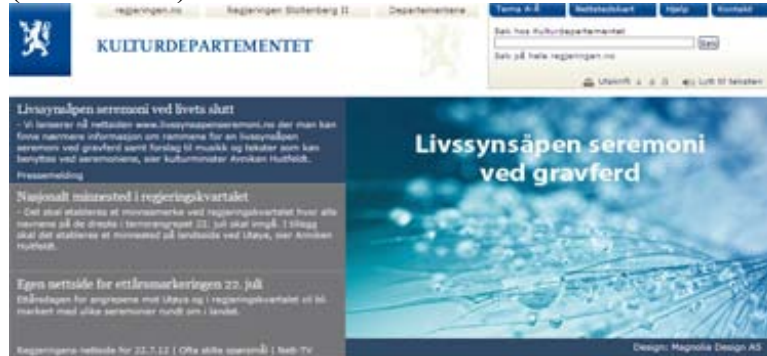 regjeringen.no Regjeringen Stoltenberg II Departementene
Tema A-Å Nettstedskart Hjelp Kontakt
Søk hos Kulturdepartementet
Søk
Søk på hele regjeringen.no
KULTURDEPARTEMENTET
Utskrift Lytt til teksten
Livssynsåpen seremoni ved livets slutt
- Vi lanserer nå nettsiden www.livssynsapenseremoni.no der man kan
finne nærmere informasjon om rammene for en livssynsåpen
seremoni ved gravferd samt forslag til musikk og tekster som kan
benyttes ved seremoniene, sier kulturminister Anniken Huitfeldt.
Pressemelding
Nasjonalt minnested i regjeringskvartalet
- Det skal etableres et minnesmerke ved regjeringskvartalet hvor alle
navnene på de drepte i terrorangrepet 22. juli skal inngå. I tillegg
skal det etableres et minnested på landsida ved Utøya, sier Anniken
Huitfeldt.
Egen nettside for ettårsmarkeringen 22. juli
Ettårsdagen for angrepene mot Utøya og i regjeringskvartalet vil bli
markert med ulike seremonier rundt om i landet.
Regjeringens nettside for 22.7.12 | Ofte stilte spørsmål | Nett-TV
Livssynsåpen seremoni
ved gravferd
Design: Magnolia Design AS